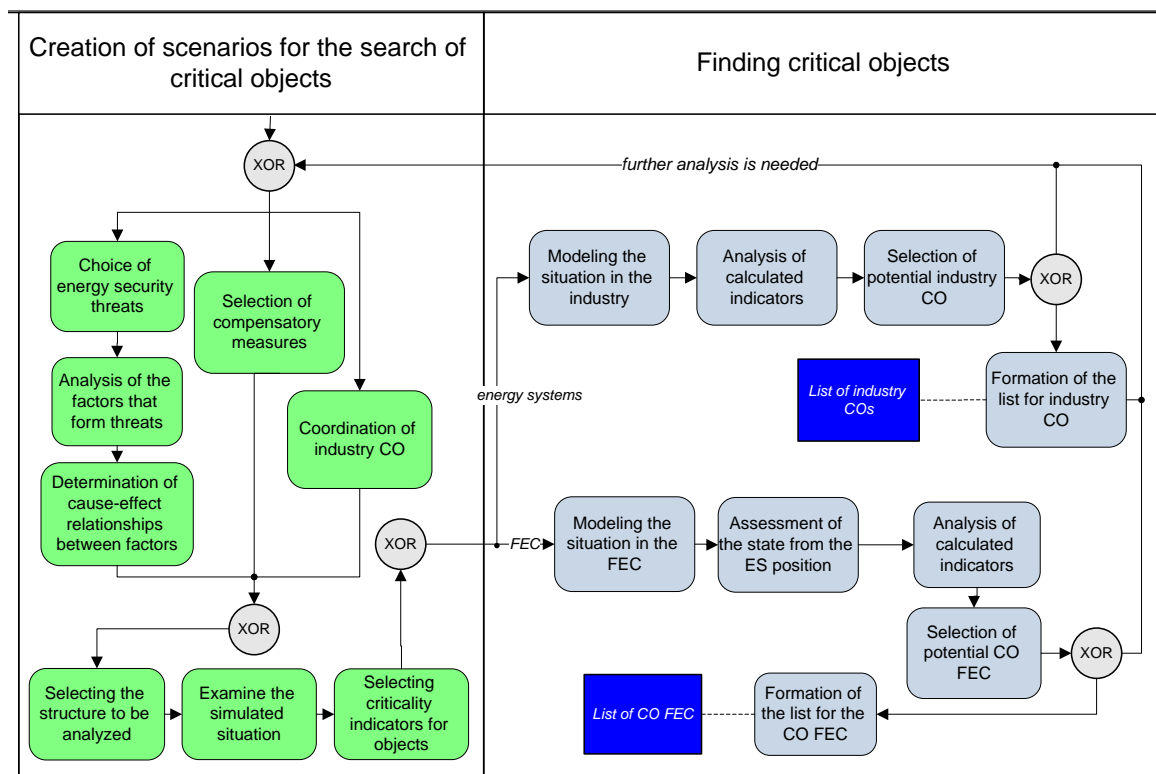 Creation of scenarios for the search of
critical objects
Finding critical objects
XOR
further analysis is needed
Choice of
energy security
threats
Selection of
compensatory
measures
Analysis of the
factors that
form threats
Coordination of
industry CO
Determination of
cause-effect
relationships
between factors
XOR
Selecting the
structure to be
analyzed
Examine the
simulated
situation
Selecting
criticality
indicators for
objects
XOR
energy systems
FEC
Modeling the
situation in the
industry
Analysis of
calculated
indicators
Selection of
potential industry
CO
XOR
List of industry
COs
Formation of the
list for industry
CO
Modeling the
situation in the
FEC
Assessment of
the state from the
ES position
Analysis of
calculated
indicators
Selection of
potential CO
FEC
XOR
List of CO FEC
Formation of
the list for the
CO FEC